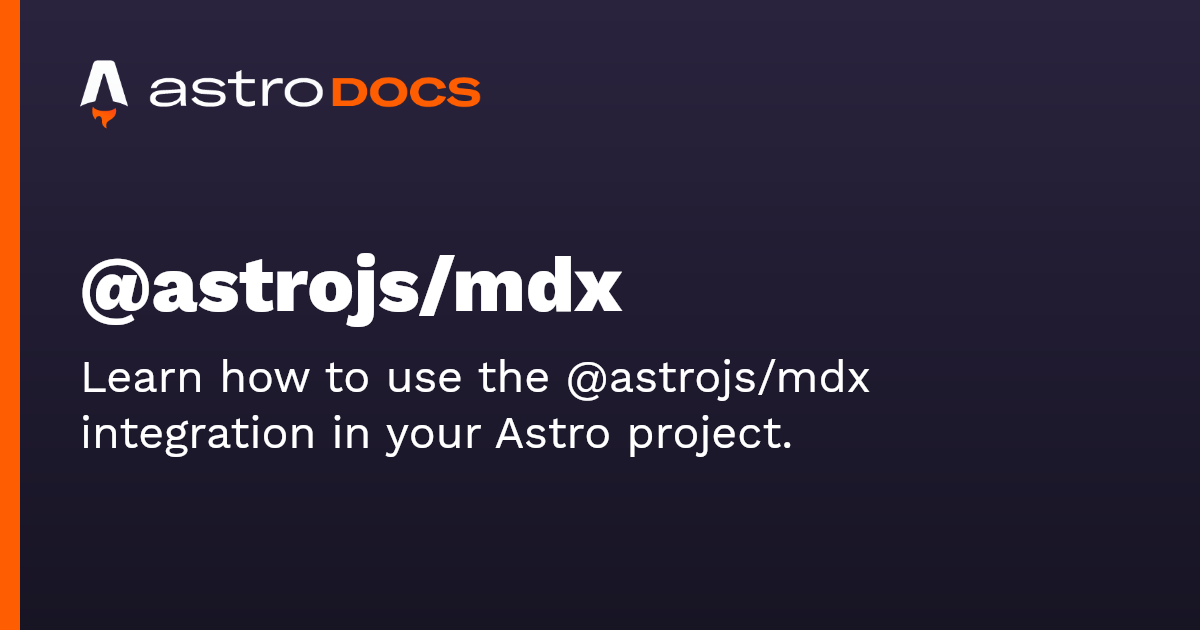 astro DOCS
@astrojs/mdx
Learn how to use the @astrojs/mdx
integration in your Astro project.